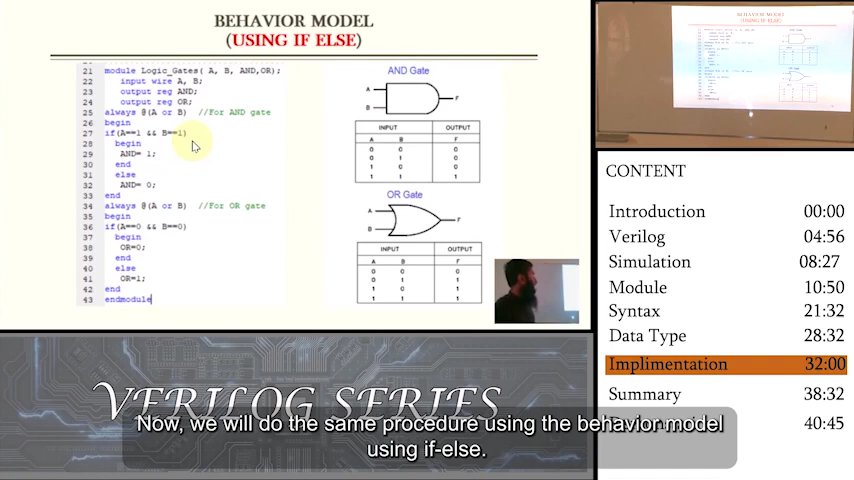 BEHAVIOR MODEL
(USING IF ELSE)
21 module Logic_Gates( A, B, AND,OR);
22 input wire A, B;
23 output reg AND;
24 output reg OR;
25 always @(A or B) //For AND gate
26 begin
27 if(A==1 && B==1)
28 begin
29 AND= 1;
30 end
31 else
32 AND= 0;
33 end
34 always @(A or B) //For OR gate
35 begin
36 if(A==0 && B==0)
37 begin
38 OR=0;
39 end
40 else
41 OR=1;
42 end
43 endmodule
AND Gate
A
B
F
INPUT OUTPUT
A B F
0 0 0
0 1 0
1 0 0
1 1 1
OR Gate
A
B
F
INPUT OUTPUT
A B F
0 0 0
0 1 1
1 0 1
1 1 1
BEHAVIOR MODEL
(USING IF ELSE)
CONTENT
Introduction 00:00
Verilog 04:56
Simulation 08:27
Module 10:50
Syntax 21:32
Data Type 28:32
Implimentation 32:00
Summary 38:32
40:45
VERILOG SERIES
Now, we will do the same procedure using the behavior model
using if-else.